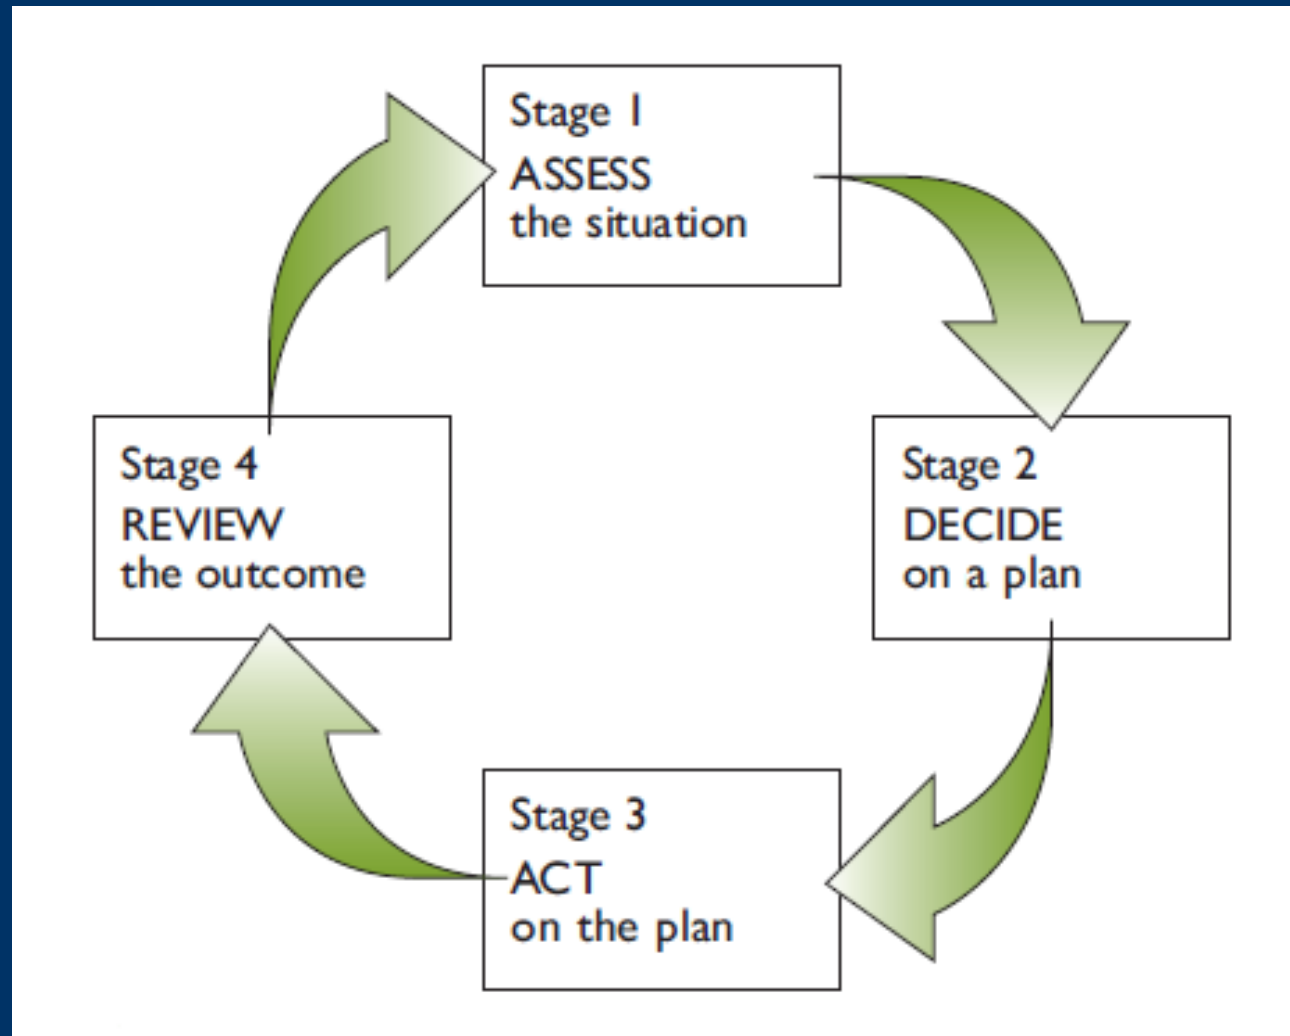 Stage 1
ASSESS
the situation
Stage 2
DECIDE
on a plan
Stage 3
ACT
on the plan
Stage 4
REVIEW
the outcome